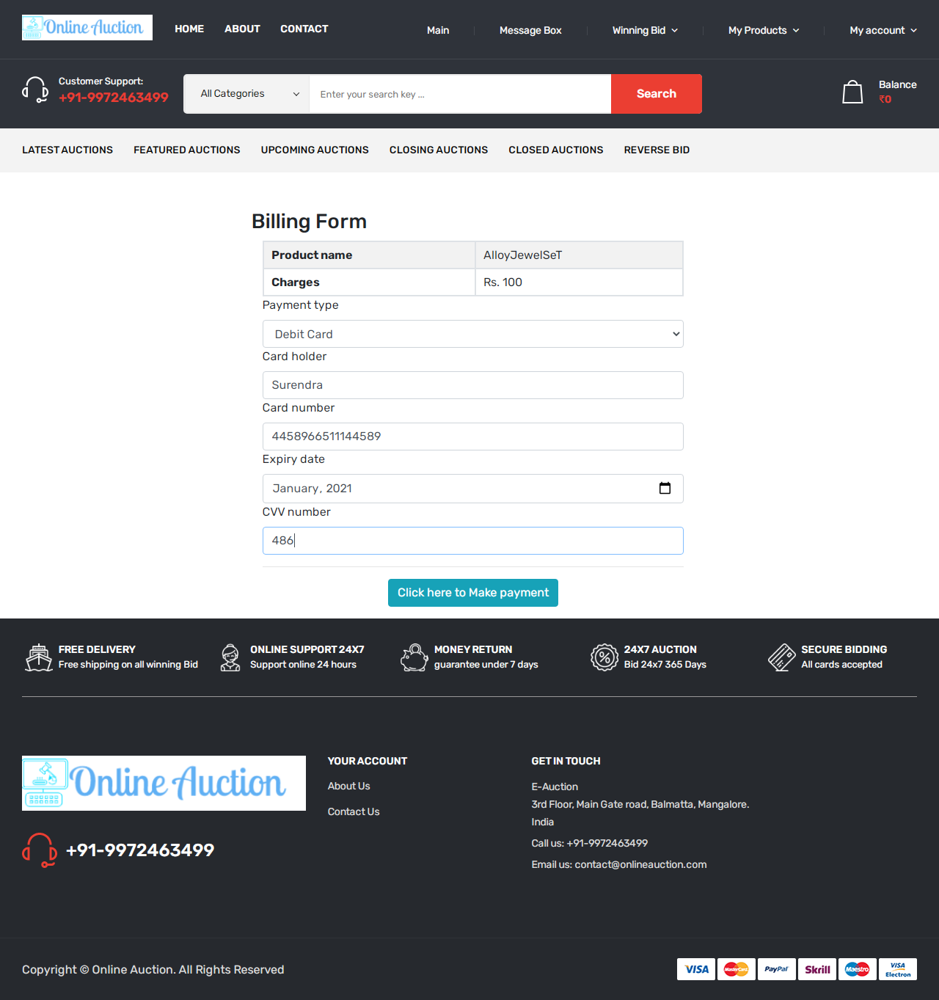 Online Auction
HOME ABOUT CONTACT
Main Message Box Winning Bid My Products My account
Customer Support:
+91-9972463499
All Categories
Enter your search key ...
Search
Balance
₹0
LATEST AUCTIONS FEATURED AUCTIONS UPCOMING AUCTIONS CLOSING AUCTIONS CLOSED AUCTIONS REVERSE BID
Billing Form
Product name AlloyJewelSeT
Charges Rs. 100
Payment type
Debit Card
Card holder
Surendra
Card number
4458966511144589
Expiry date
January, 2021
CVV number
486
Click here to Make payment
FREE DELIVERY
Free shipping on all winning Bid
ONLINE SUPPORT 24X7
Support online 24 hours
MONEY RETURN
guarantee under 7 days
24X7 AUCTION
Bid 24x7 365 Days
SECURE BIDDING
All cards accepted
Online Auction
+91-9972463499
YOUR ACCOUNT
About Us
Contact Us
GET IN TOUCH
E-Auction
3rd Floor, Main Gate road, Balmatta, Mangalore.
India
Call us: +91-9972463499
Email us: contact@onlineauction.com
Copyright © Online Auction. All Rights Reserved
VISA MasterCard PayPal Skrill Maestro VISA Electron